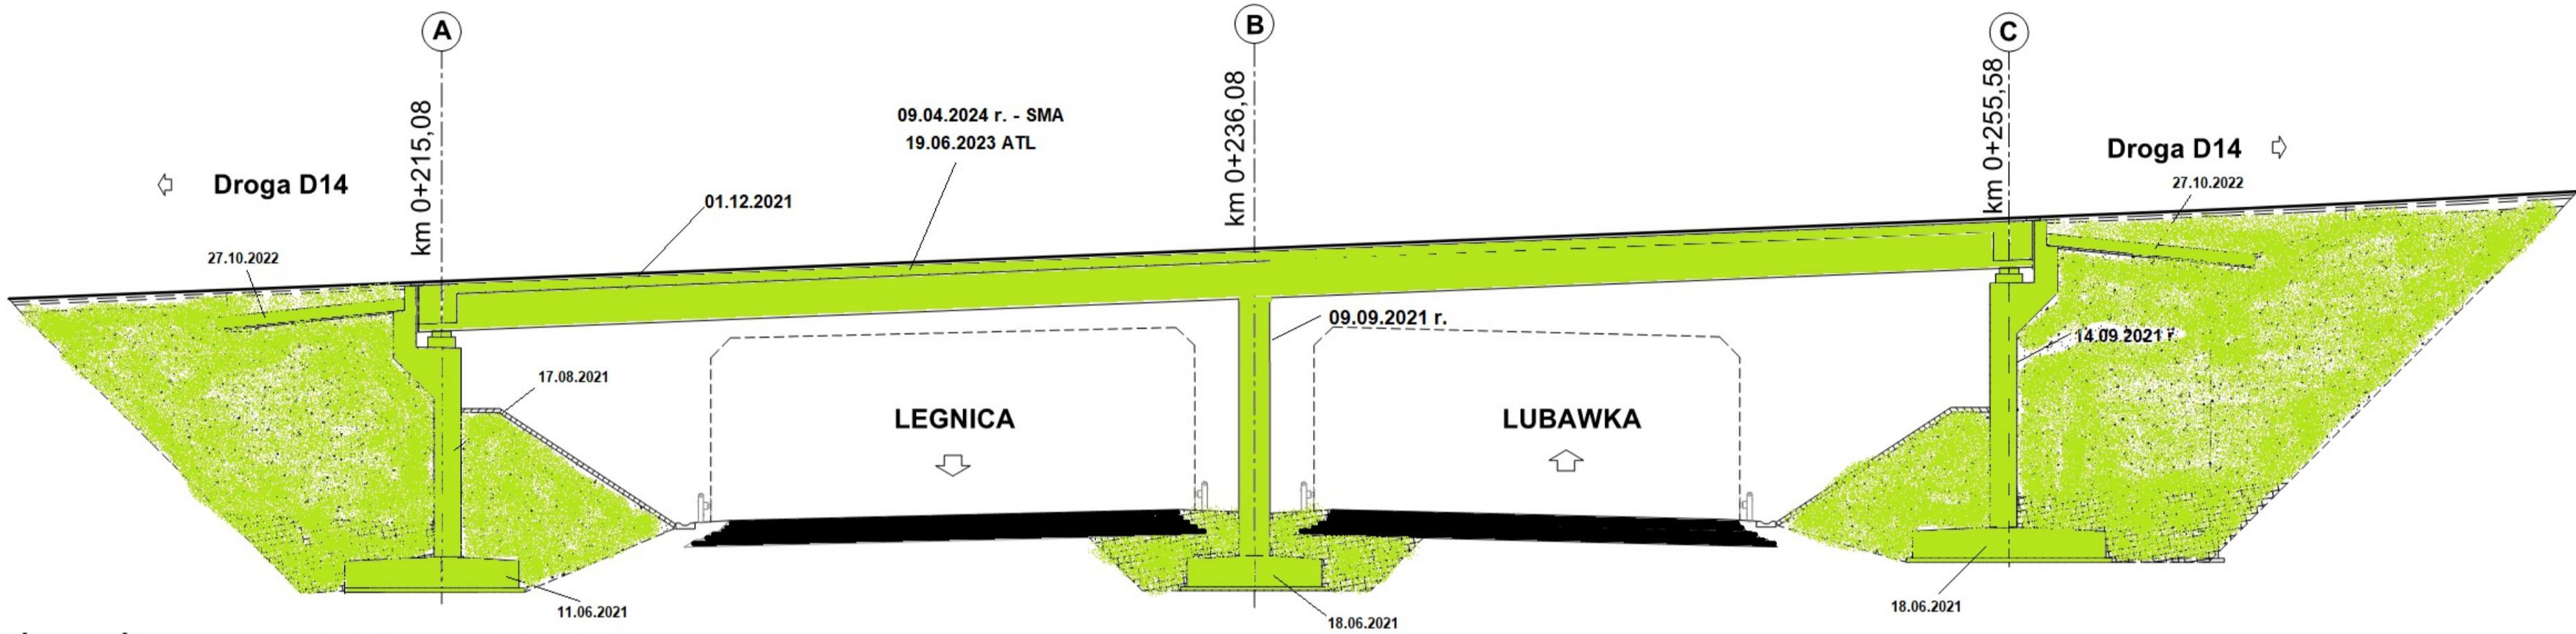 A
B
C
km 0+215,08
km 0+236,08
km 0+255,58
09.04.2024 r. - SMA
19.06.2023 ATL
Droga D14
Droga D14
27.10.2022
01.12.2021
27.10.2022
09.09.2021 r.
14.09.2021 r.
17.08.2021
LEGNICA
LUBAWKA
11.06.2021
18.06.2021
18.06.2021